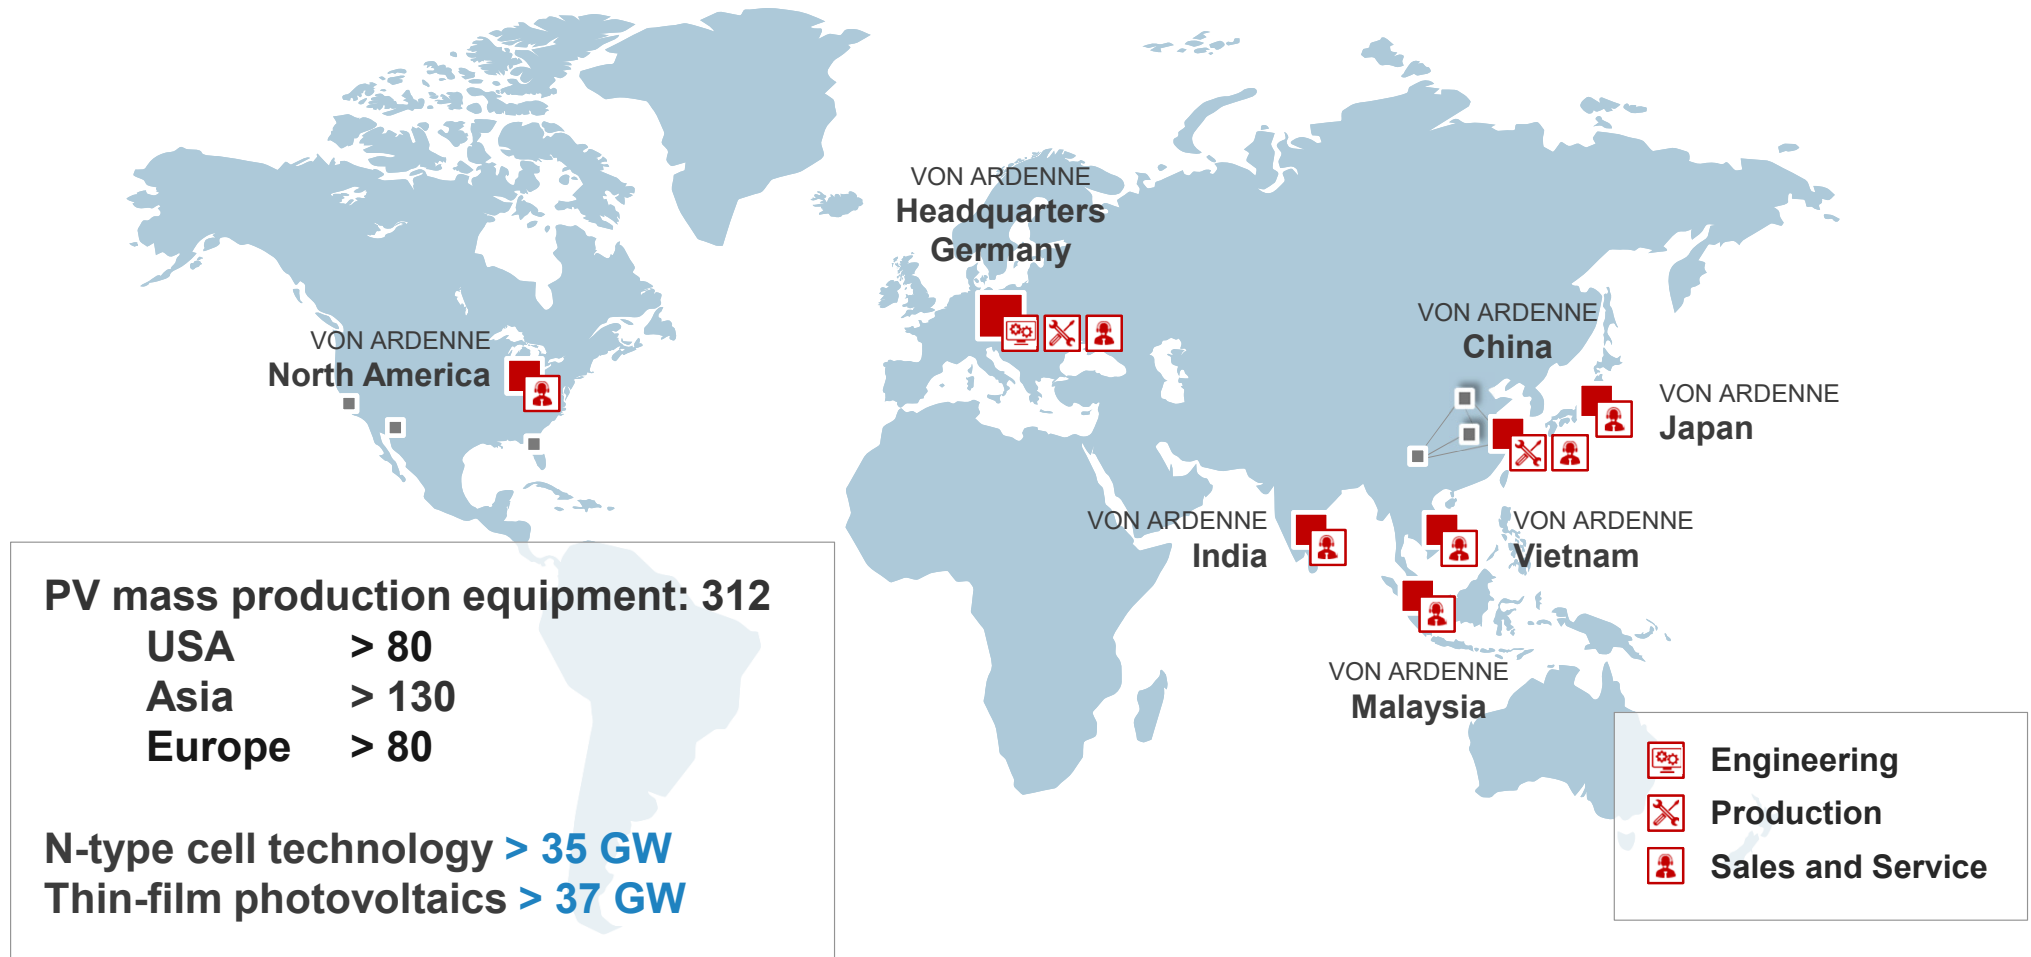 VON ARDENNE
Headquarters
Germany
VON ARDENNE
North America
VON ARDENNE
China
VON ARDENNE
Japan
VON ARDENNE
India
VON ARDENNE
Vietnam
VON ARDENNE
Malaysia
PV mass production equipment: 312
USA > 80
Asia > 130
Europe > 80
N-type cell technology > 35 GW
Thin-film photovoltaics > 37 GW
Engineering
Production
Sales and Service